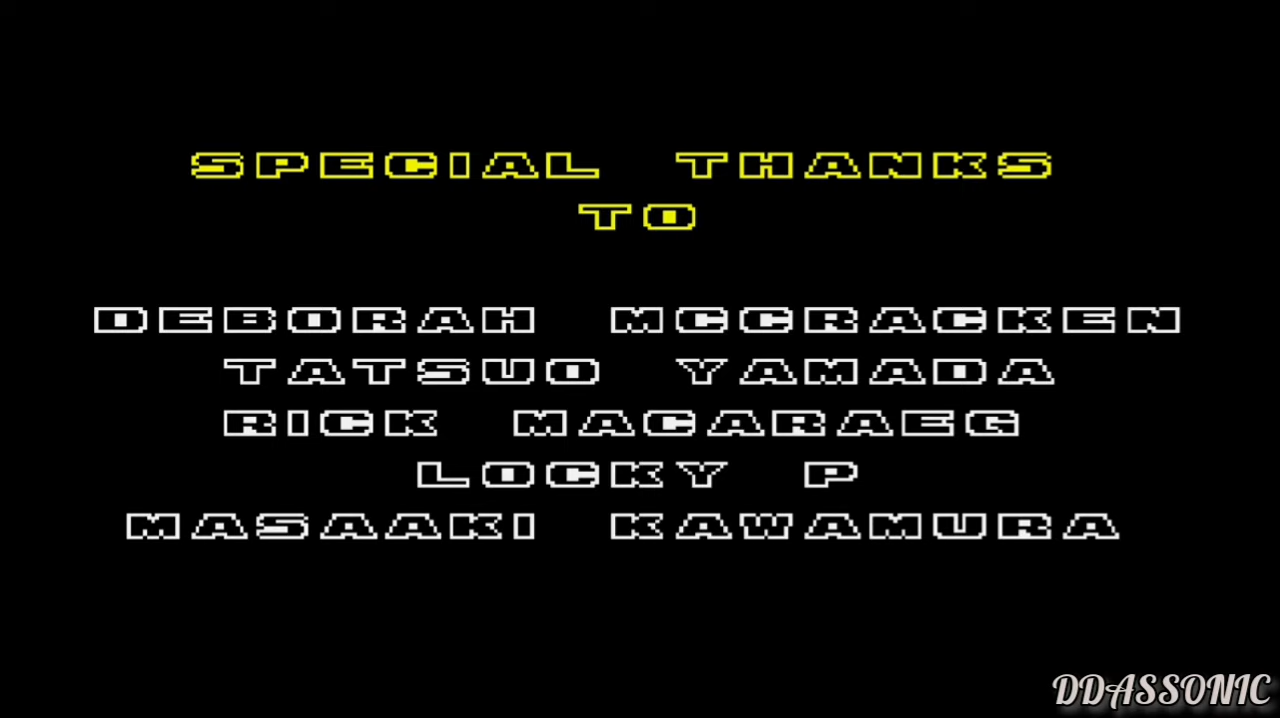 SPECIAL THANKS
TO
DEBORAH MCCRACKEN
TATSUO YAMADA
RICK MACARAEG
LOCKY P
MASAAKI KAWAMURA
DDASSONIC